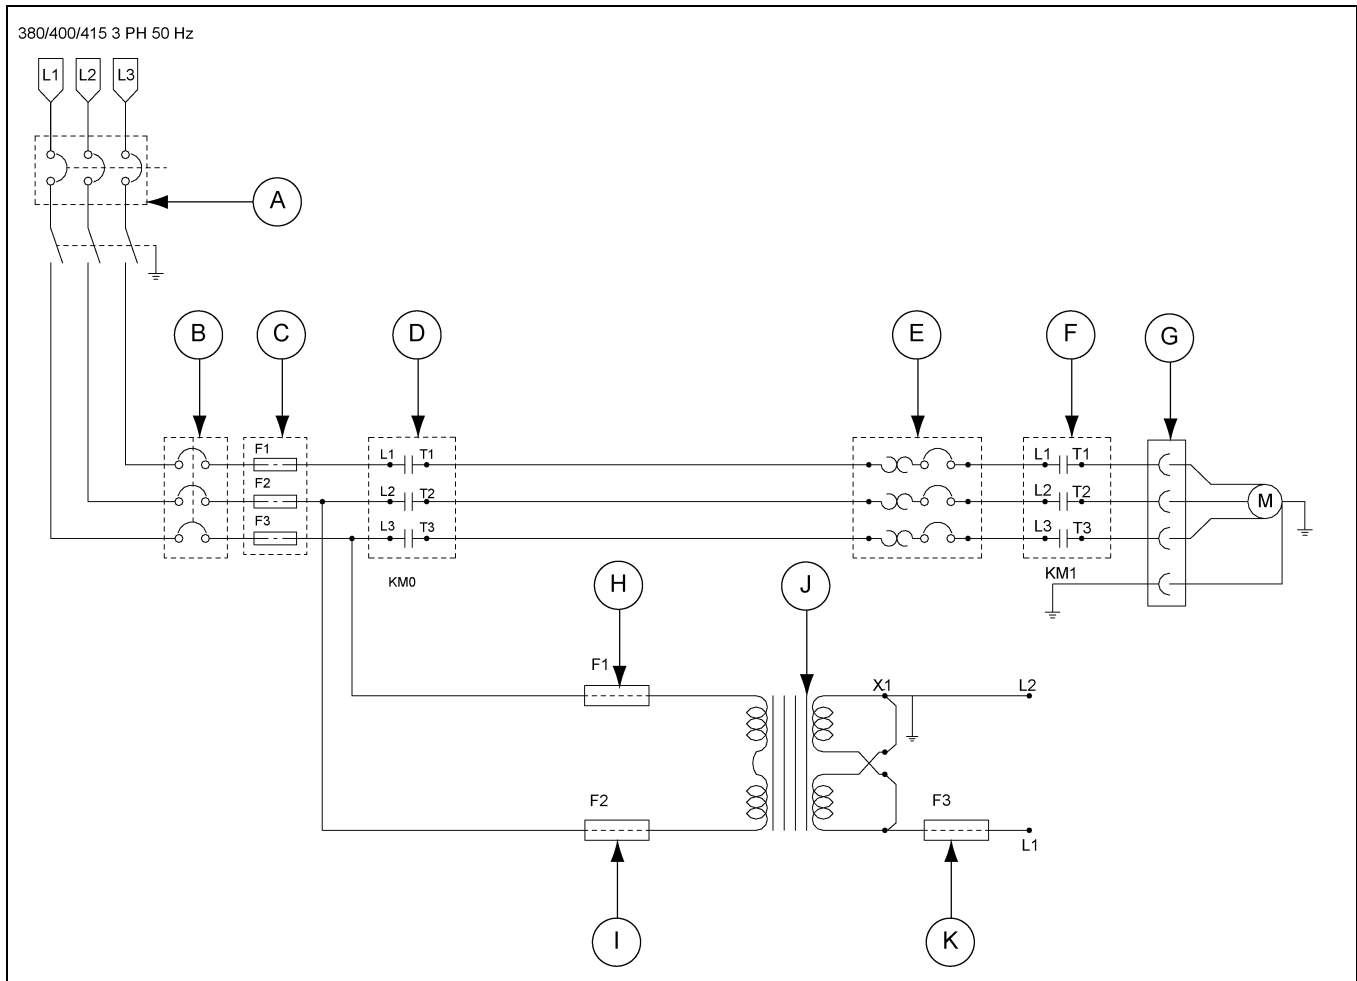 380/400/415 3 PH 50 Hz
L1 L2 L3
A
B C D E F G
F1 L1 T1 L1 T1
F2 L2 T2 L2 T2 M
F3 L3 T3 L3 T3
KM0 H J KM1
F1 X1 L2
F2 F3
L1
I K